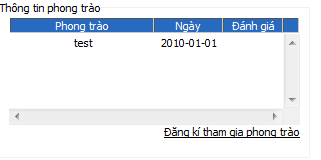 Thông tin phong trào
Phong trào Ngày Đánh giá
test 2010-01-01
Đăng kí tham gia phong trào